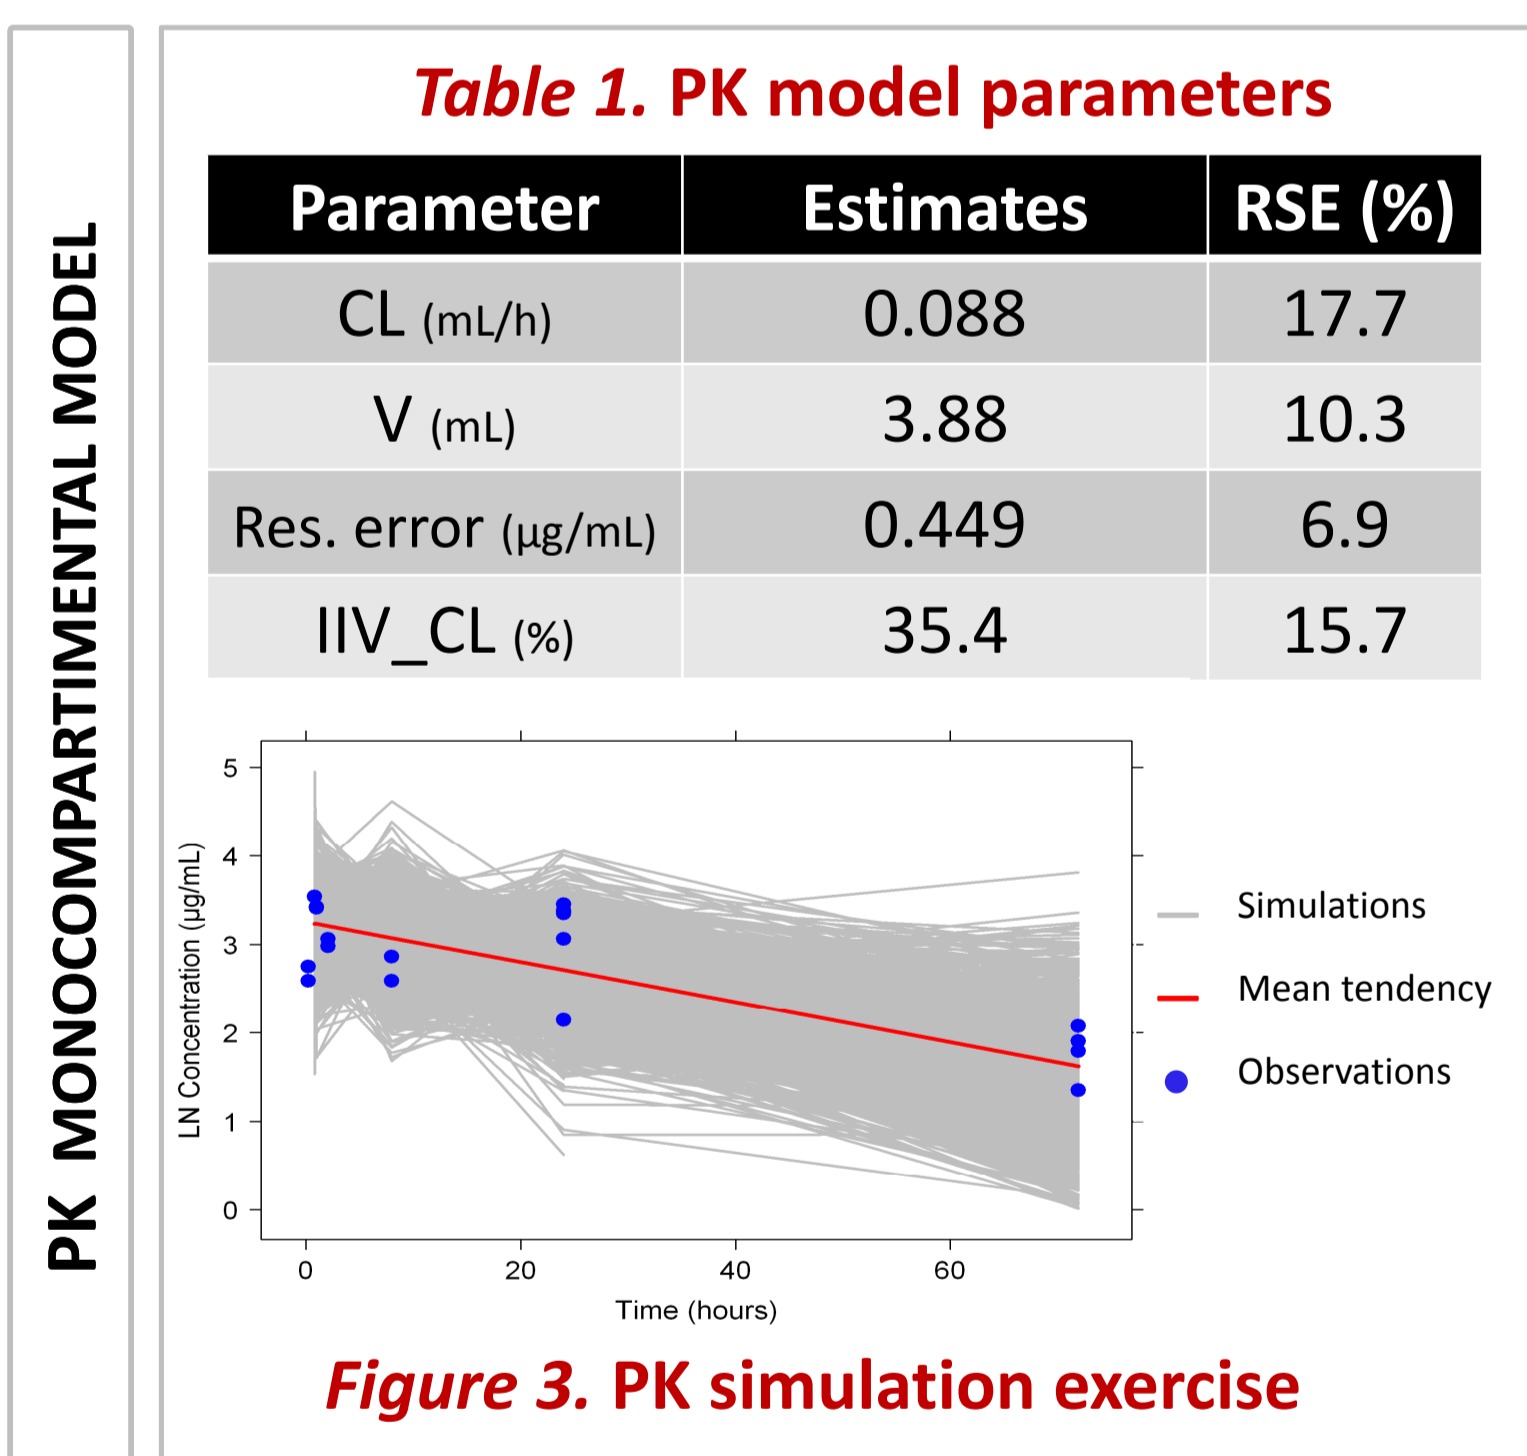 PK MONOCOMPARTIMENTAL MODEL
Table 1. PK model parameters
Parameter Estimates RSE (%)
CL (mL/h) 0.088 17.7
V (mL) 3.88 10.3
Res. error (µg/mL) 0.449 6.9
IIV_CL (%) 35.4 15.7
LN Concentration (µg/mL)
5
4
3
2
1
0
0 20 40 60
Time (hours)
Simulations
Mean tendency
Observations
Figure 3. PK simulation exercise